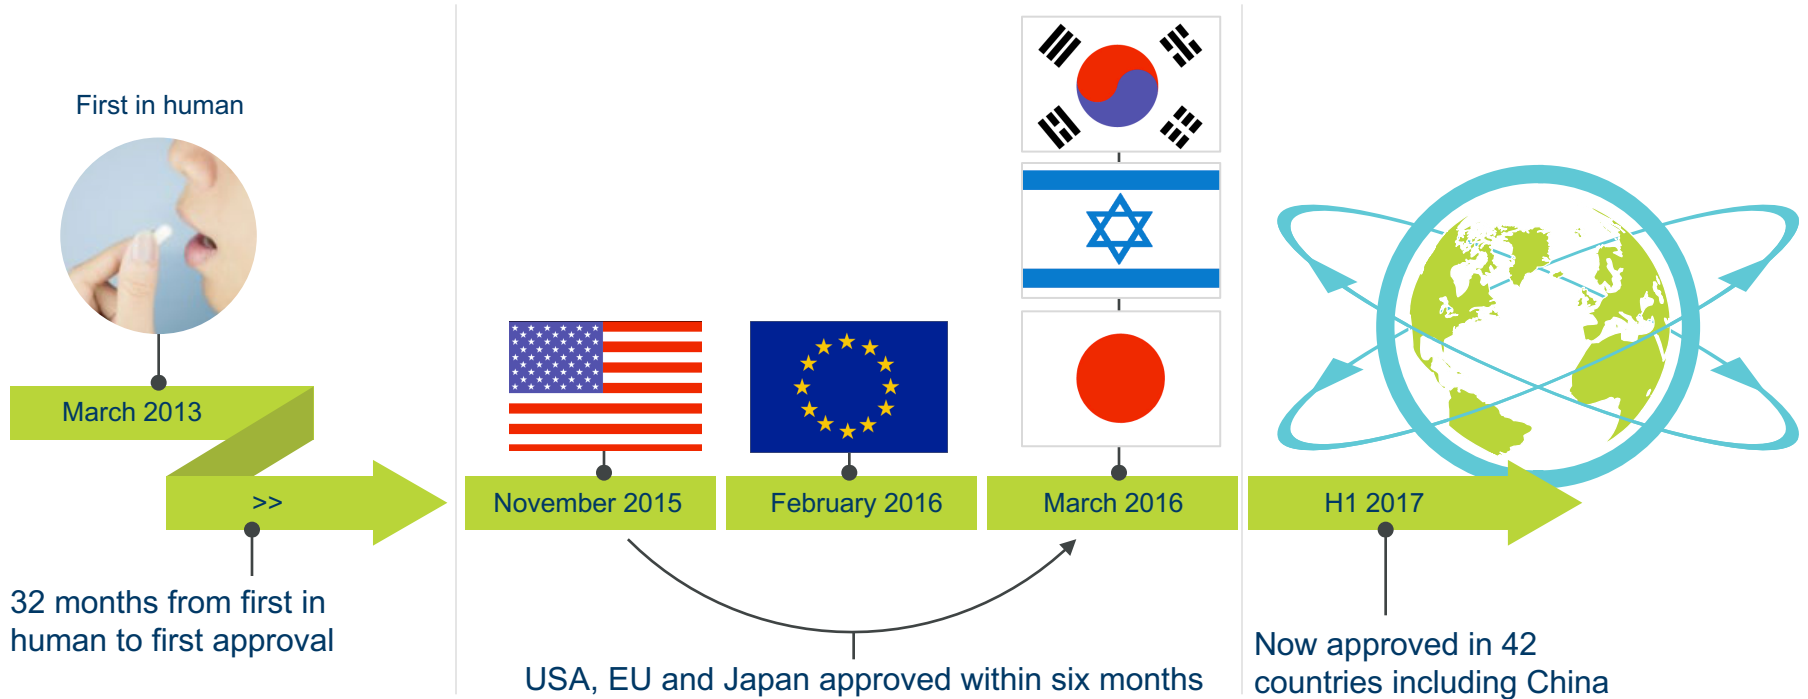 First in human
March 2013
>>
32 months from first in
human to first approval
November 2015
February 2016
March 2016
USA, EU and Japan approved within six months
H1 2017
Now approved in 42
countries including China